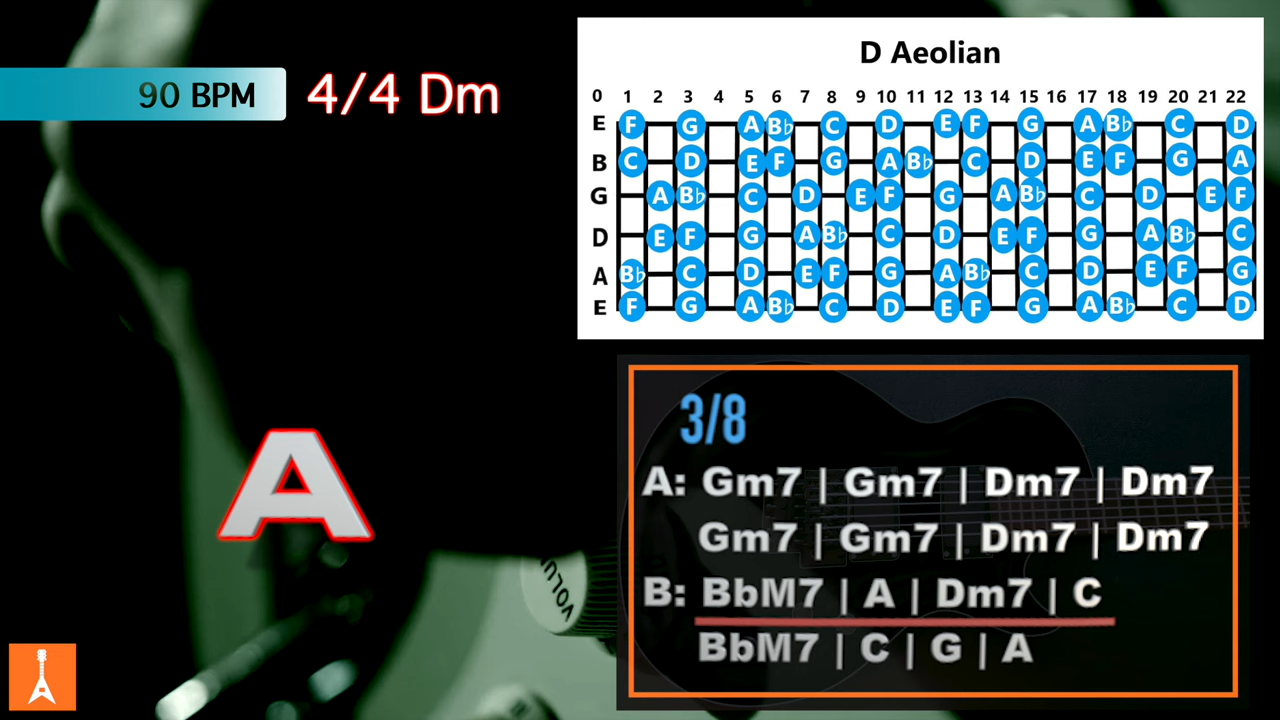 90 BPM
4/4 Dm
D Aeolian
0 1 2 3 4 5 6 7 8 9 10 11 12 13 14 15 16 17 18 19 20 21 22
E F G A B♭ C D E F G A B♭ C D
B C D E F G A B♭ C D E F G A
G A B♭ C D E F G A B♭ C D E F
D E F G A B♭ C D E F G A B♭ C
A B♭ C D E F G A B♭ C D E F G
E F G A B♭ C D E F G A B♭ C D
A
VOLU
3/8
A: Gm7 | Gm7 | Dm7 | Dm7
Gm7 | Gm7 | Dm7 | Dm7
B: BbM7 | A | Dm7 | C
BbM7 | C | G | A